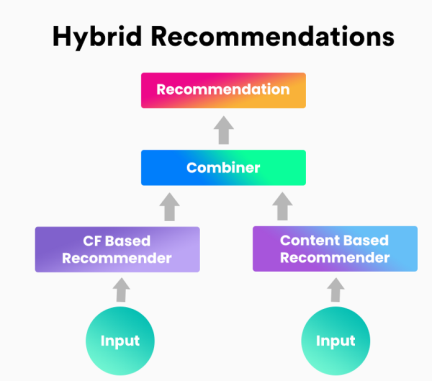 Hybrid Recommendations
Recommendation
Combiner
CF Based
Recommender
Content Based
Recommender
Input
Input